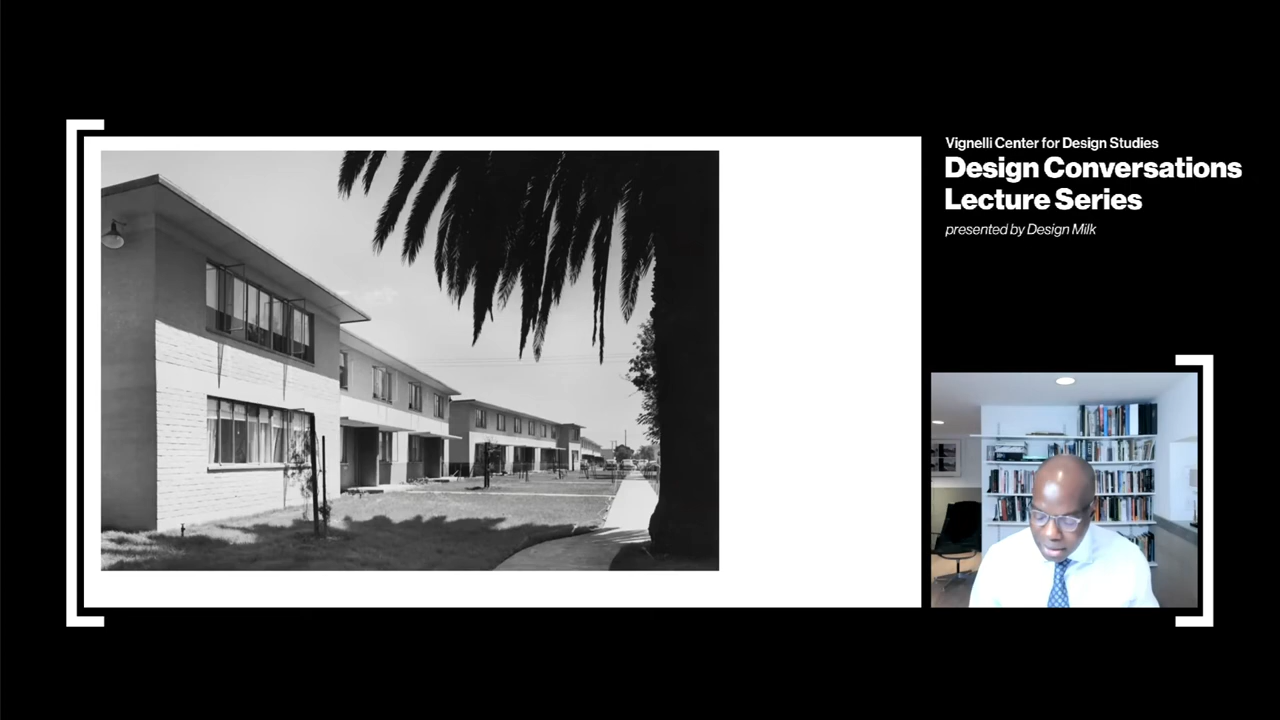 Vignelli Center for Design Studies
Design Conversations
Lecture Series
presented by Design Milk